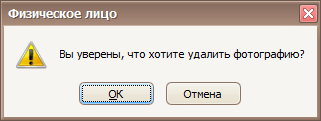 Физическое лицо
Вы уверены, что хотите удалить фотографию?
OK
Отмена